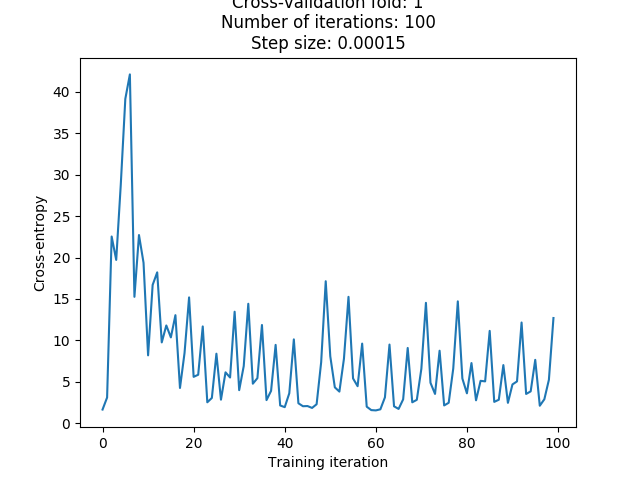 Cross-validation fold: 1
Number of iterations: 100
Step size: 0.00015
40
35
30
25
20
15
10
5
0
Cross-entropy
0 20 40 60 80 100
Training iteration